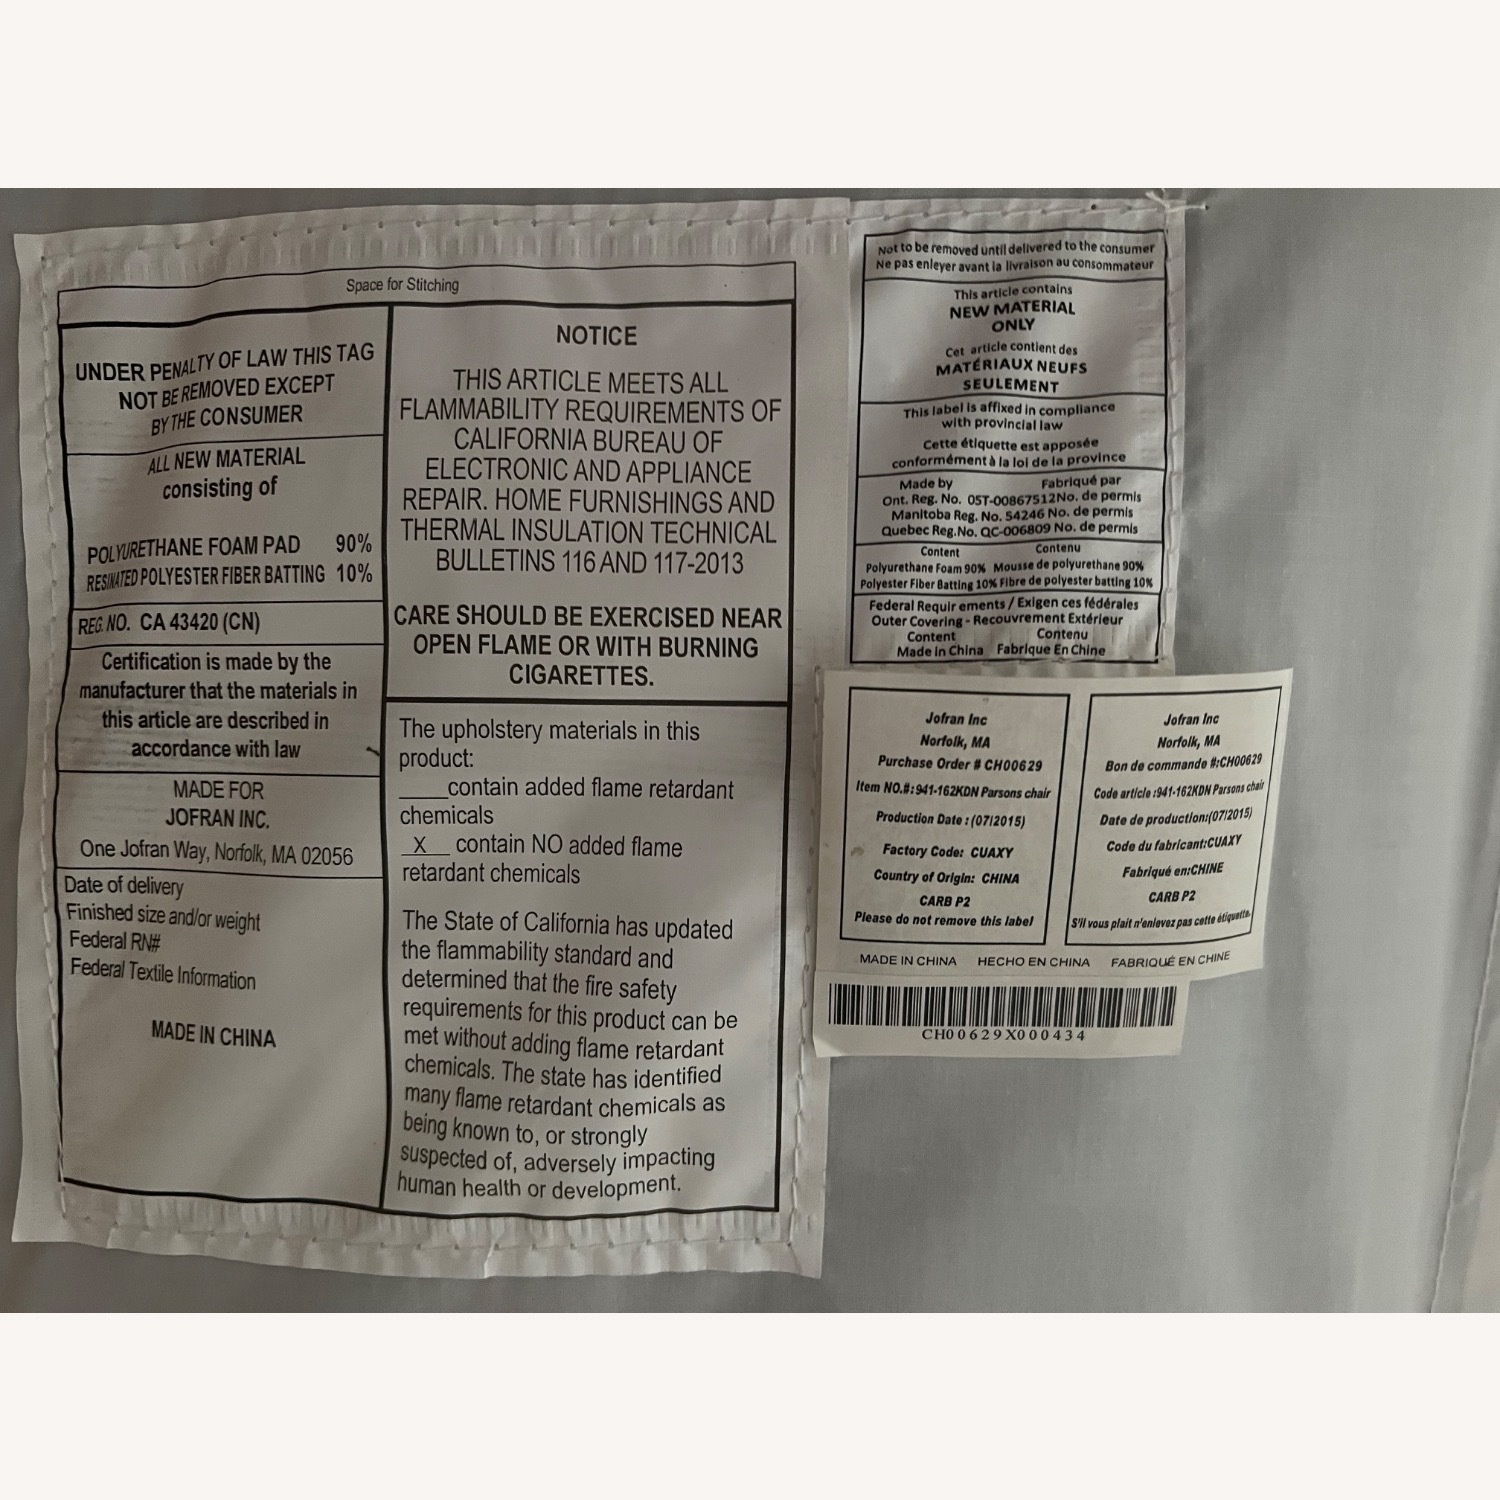 Space for Stitching
UNDER PENALTY OF LAW THIS TAG
NOT BE REMOVED EXCEPT
BY THE CONSUMER
ALL NEW MATERIAL
consisting of
POLYURETHANE FOAM PAD 90%
RESINATED POLYESTER FIBER BATTING 10%
REG. NO. CA 43420 (CN)
Certification is made by the
manufacturer that the materials in
this article are described in
accordance with law
MADE FOR
JOFRAN INC.
One Jofran Way, Norfolk, MA 02056
Date of delivery
Finished size and/or weight
Federal RN#
Federal Textile Information
MADE IN CHINA
NOTICE
THIS ARTICLE MEETS ALL
FLAMMABILITY REQUIREMENTS OF
CALIFORNIA BUREAU OF
ELECTRONIC AND APPLIANCE
REPAIR. HOME FURNISHINGS AND
THERMAL INSULATION TECHNICAL
BULLETINS 116 AND 117-2013
CARE SHOULD BE EXERCISED NEAR
OPEN FLAME OR WITH BURNING
CIGARETTES.
The upholstery materials in this
product:
____contain added flame retardant
chemicals
_X__ contain NO added flame
retardant chemicals
The State of California has updated
the flammability standard and
determined that the fire safety
requirements for this product can be
met without adding flame retardant
chemicals. The state has identified
many flame retardant chemicals as
being known to, or strongly
suspected of, adversely impacting
human health or development.
Not to be removed until delivered to the consumer
Ne pas enleyer avant la livraison au consommateur
This article contains
NEW MATERIAL
ONLY
Cet article contient des
MATÉRIAUX NEUFS
SEULEMENT
This label is affixed in compliance
with provincial law
Cette étiquette est apposée
conformément à la loi de la province
Made by Fabriqué par
Ont. Reg. No. 05T-00867512No. de permis
Manitoba Reg. No. 54246 No. de permis
Quebec Reg.No. QC-006809 No. de permis
Content Contenu
Polyurethane Foam 90% Mousse de polyurethane 90%
Polyester Fiber Batting 10% Fibre de polyester batting 10%
Federal Requir ements / Exigen ces fédérales
Outer Covering - Recouvrement Extérieur
Content Contenu
Made in China Fabrique En Chine
Jofran Inc
Norfolk, MA
Purchase Order # CH00629
Item NO.#:941-162KDN Parsons chair
Production Date : (07/2015)
Factory Code: CUAXY
Country of Origin: CHINA
CARB P2
Please do not remove this label
Jofran Inc
Norfolk, MA
Bon de commande #:CH00629
Code article :941-162KDN Parsons chair
Date de production:(07/2015)
Code du fabricant:CUAXY
Fabriqué en:CHINE
CARB P2
S'il vous plait n'enlevez pas cette étiquette.
MADE IN CHINA HECHO EN CHINA FABRIQUÉ EN CHINE
CH00629X000434